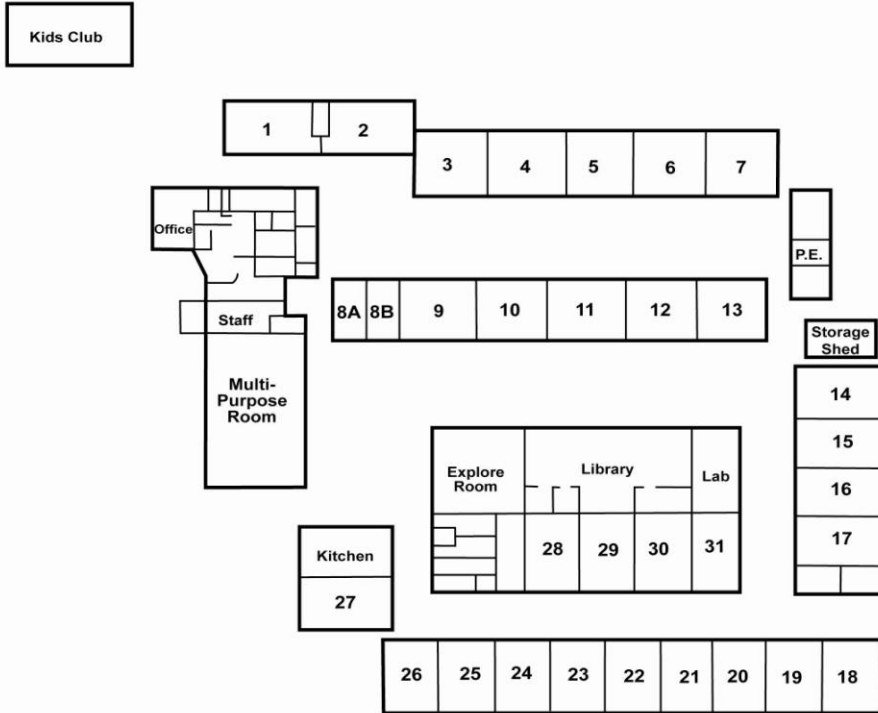 Kids Club
1
2
3
4
5
6
7
Office
P.E.
8A
8B
9
10
11
12
13
Staff
Storage
Shed
Multi-
Purpose
Room
14
15
16
17
Explore
Room
Library
Lab
28
29
30
31
Kitchen
27
26
25
24
23
22
21
20
19
18